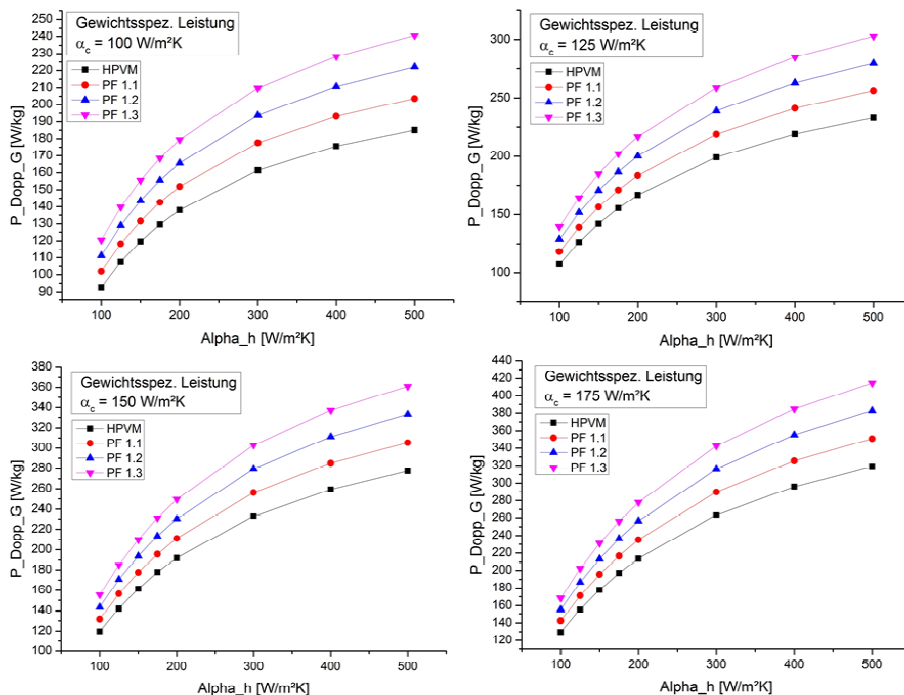 Gewichtsspez. Leistung
αc = 100 W/m²K
HPVM
PF 1.1
PF 1.2
PF 1.3
P_Dopp_G [W/kg]
250
240
230
220
210
200
190
180
170
160
150
140
130
120
110
100
90
100
200
300
400
500
Alpha_h [W/m²K]
Gewichtsspez. Leistung
αc = 125 W/m²K
HPVM
PF 1.1
PF 1.2
PF 1.3
P_Dopp_G [W/kg]
300
250
200
150
100
100
200
300
400
500
Alpha_h [W/m²K]
Gewichtsspez. Leistung
αc = 150 W/m²K
HPVM
PF 1.1
PF 1.2
PF 1.3
P_Dopp_G [W/kg]
380
360
340
320
300
280
260
240
220
200
180
160
140
120
100
100
200
300
400
500
Alpha_h [W/m²K]
Gewichtsspez. Leistung
αc = 175 W/m²K
HPVM
PF 1.1
PF 1.2
PF 1.3
P_Dopp_G [W/kg]
420
400
380
360
340
320
300
280
260
240
220
200
180
160
140
120
100
200
300
400
500
Alpha_h [W/m²K]